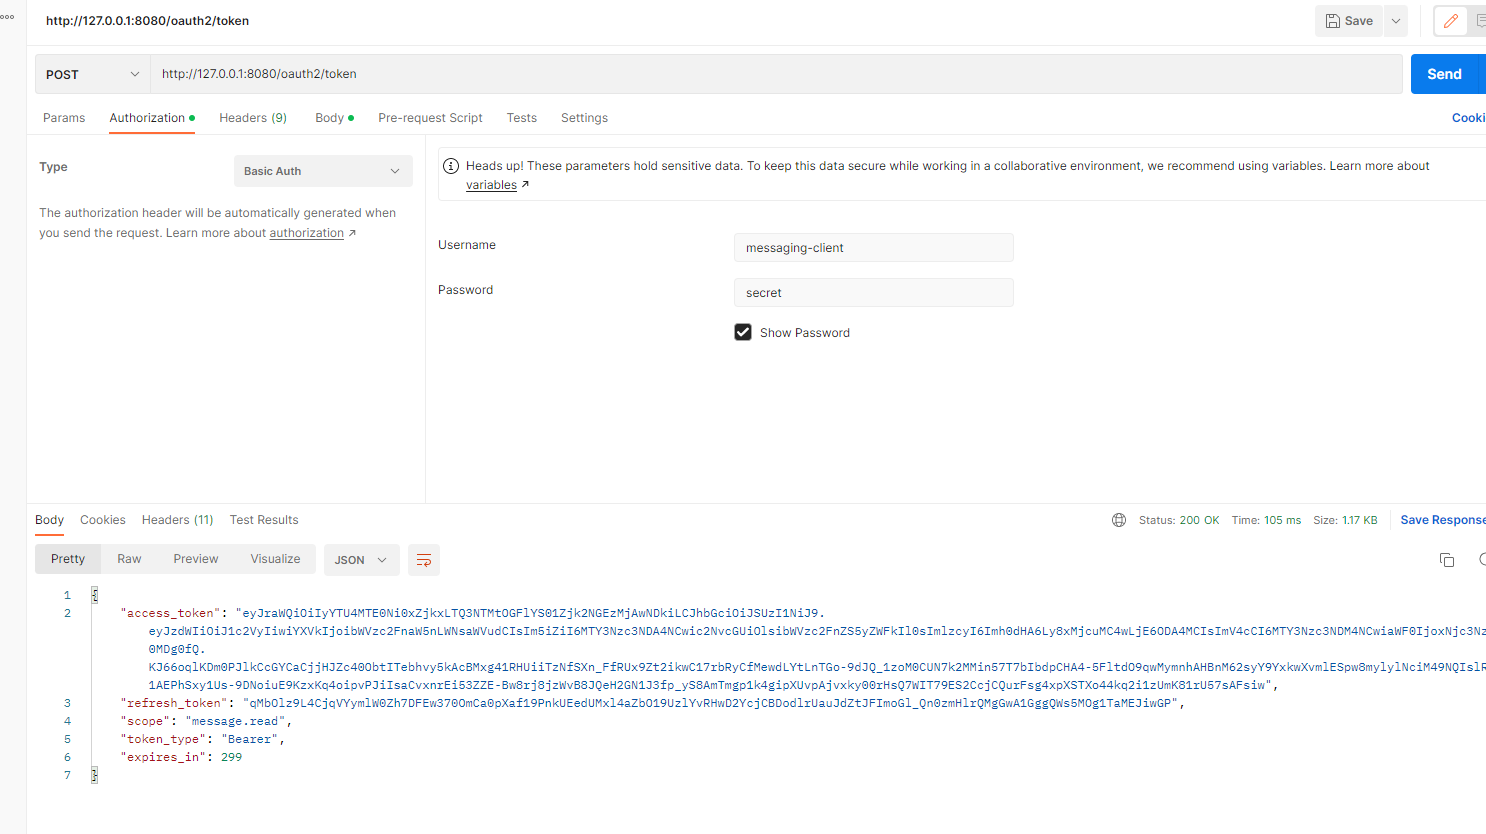 http://127.0.0.1:8080/oauth2/token
Save
POST
http://127.0.0.1:8080/oauth2/token
Send
Params Authorization Headers (9) Body Pre-request Script Tests Settings Cooki
Type
Basic Auth
The authorization header will be automatically generated when
you send the request. Learn more about authorization ↗
Heads up! These parameters hold sensitive data. To keep this data secure while working in a collaborative environment, we recommend using variables. Learn more about
variables ↗
Username
messaging-client
Password
secret
Show Password
Body Cookies Headers (11) Test Results
Status: 200 OK Time: 105 ms Size: 1.17 KB Save Response
Pretty Raw Preview Visualize JSON
1 {
2 "access_token": "eyJraWQiOiIyYTU4MTE0Ni0xZjkxLTQ3NTMtOGFlYS01Zjk2NGEzMjAwNDkiLCJhbGciOiJSUzI1NiJ9.
eyJzdWIiOiJ1c2VyIiwiYXVkIjoibWVzc2FnaW5nLWNsaWVudCIsIm5iZiI6MTY3Nzc3NDA4NCwic2NvcGUiOlsibWVzc2FnZS5yZWFkIl0sImlzcyI6Imh0dHA6Ly8xMjcuMC4wLjE6ODA4MCIsImV4cCI6MTY3Nzc3NDM4NCwiaWF0IjoxNjc3Nz
0MDg0fQ.
KJ66oqlKDm0PJlkCcGYCaCjjHJZc40ObtITebhvy5kAcBMxg41RHUiiTzNfSXn_FfRUx9Zt2ikwC17rbRyCfMewdLYtLnTGo-9dJQ_1zoM0CUN7k2MMin57T7bIbdpCHA4-5FltdO9qwMymnhAHBnM62syY9YxkwXvmlESpw8mylylNciM49NQIslR
1AEPhSxy1Us-9DNoiuE9KzxKq4oipvPJiIsaCvxnrEi53ZZE-Bw8rj8jzWvB8JQeH2GN1J3fp_yS8AmTmgp1k4gipXUvpAjvxky00rHsQ7WIT79ES2CcjCQurFsg4xpXSTXo44kq2i1zUmK81rU57sAFsiw",
3 "refresh_token": "qMbOlz9L4CjqVYymlW0Zh7DFEw370OmCa0pXaf19PnkUEedUMxl4aZbO19UzlYvRHwD2YcjCBDodlrUauJdZtJFImoGl_Qn0zmHlrQMgGwA1GggQWs5MOg1TaMEJiwGP",
4 "scope": "message.read",
5 "token_type": "Bearer",
6 "expires_in": 299
7 }